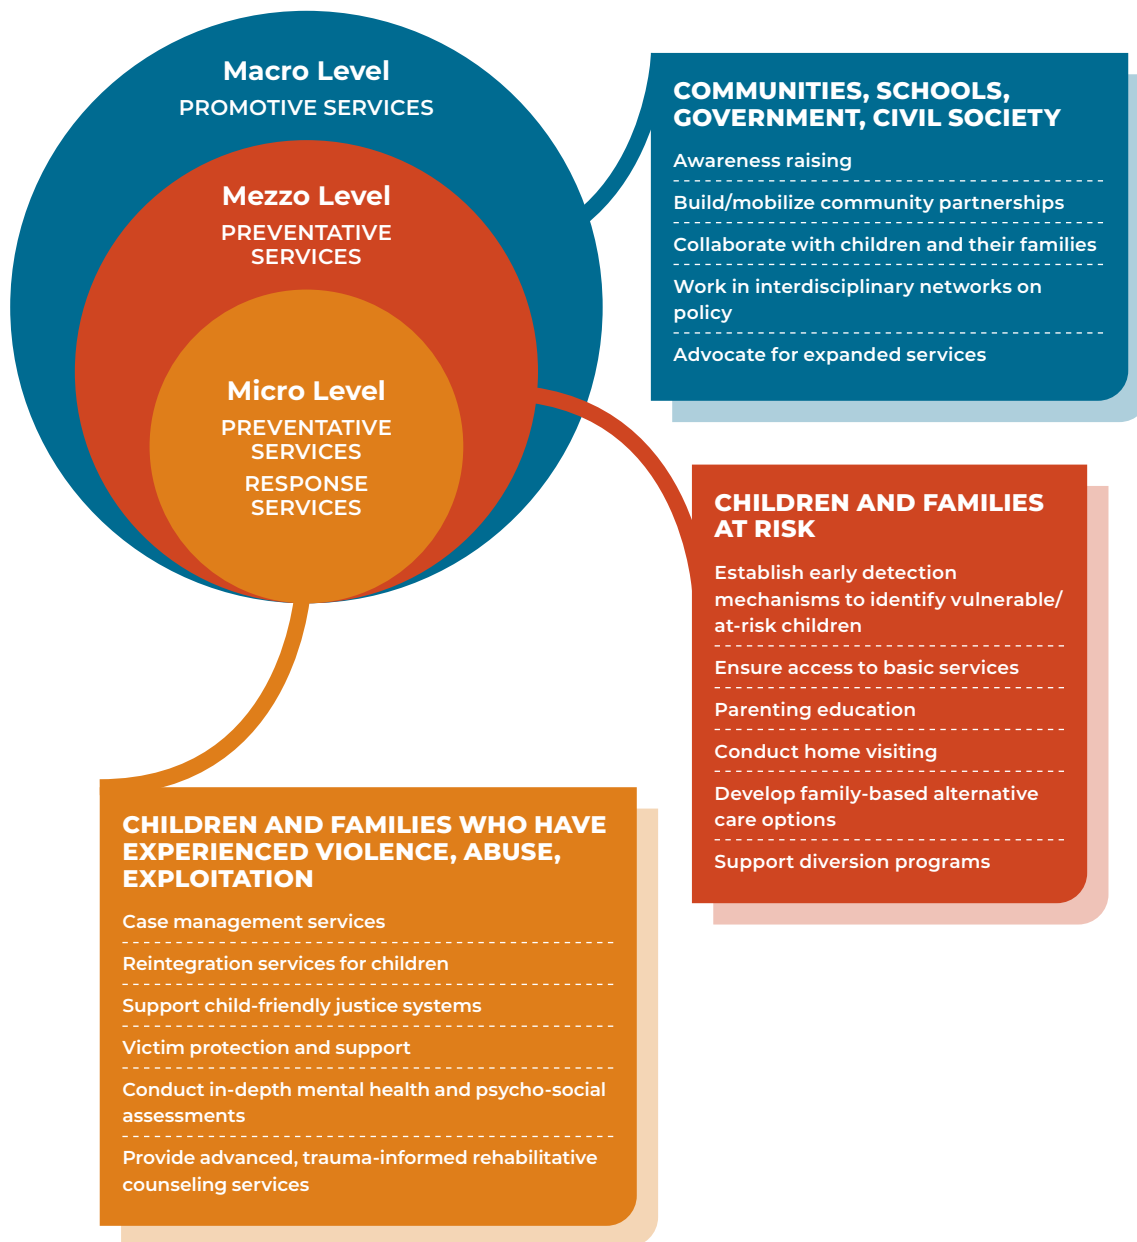 Macro Level
PROMOTIVE SERVICES
Mezzo Level
PREVENTATIVE
SERVICES
Micro Level
PREVENTATIVE
SERVICES
RESPONSE
SERVICES
COMMUNITIES, SCHOOLS,
GOVERNMENT, CIVIL SOCIETY
Awareness raising
Build/mobilize community partnerships
Collaborate with children and their families
Work in interdisciplinary networks on
policy
Advocate for expanded services
CHILDREN AND FAMILIES
AT RISK
Establish early detection
mechanisms to identify vulnerable/
at-risk children
Ensure access to basic services
Parenting education
Conduct home visiting
Develop family-based alternative
care options
Support diversion programs
CHILDREN AND FAMILIES WHO HAVE
EXPERIENCED VIOLENCE, ABUSE,
EXPLOITATION
Case management services
Reintegration services for children
Support child-friendly justice systems
Victim protection and support
Conduct in-depth mental health and psycho-social
assessments
Provide advanced, trauma-informed rehabilitative
counseling services